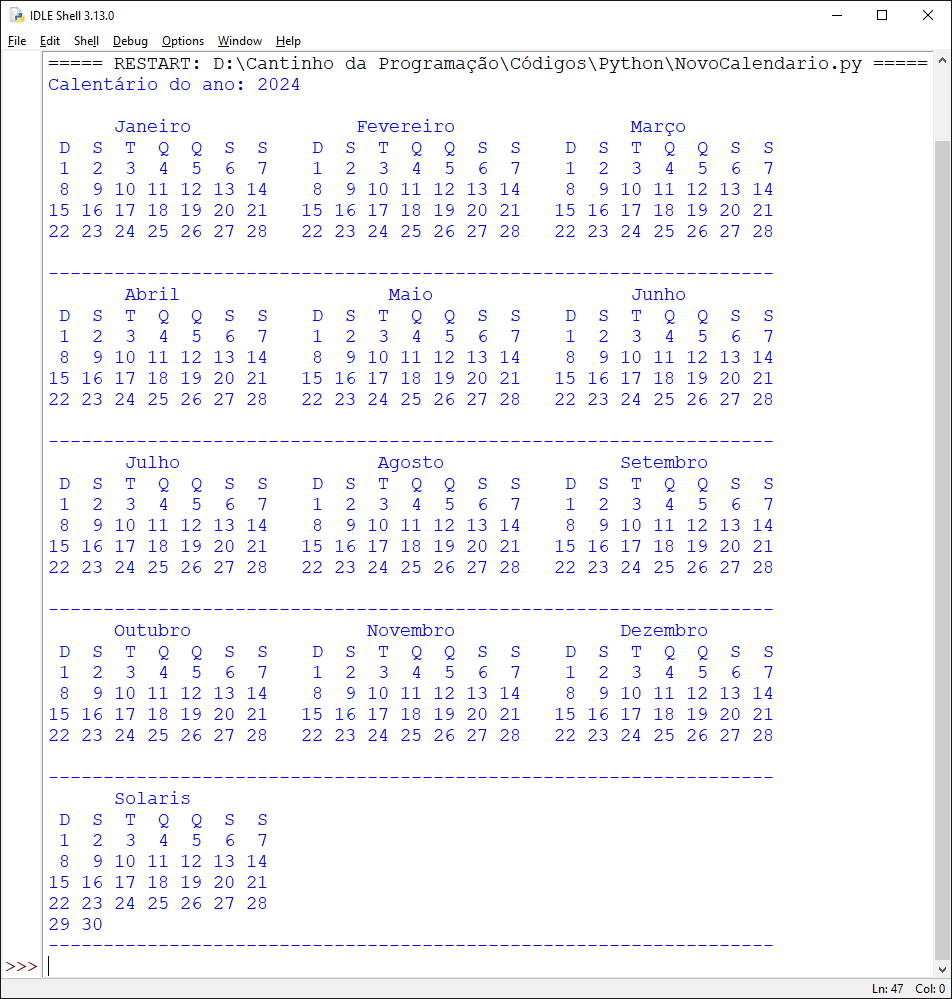 IDLE Shell 3.13.0
File Edit Shell Debug Options Window Help
===== RESTART: D:\Cantinho da Programação\Códigos\Python\NovoCalendario.py =====
Calentário do ano: 2024
      Janeiro               Fevereiro                Março
 D  S  T  Q  Q  S  S    D  S  T  Q  Q  S  S    D  S  T  Q  Q  S  S
 1  2  3  4  5  6  7    1  2  3  4  5  6  7    1  2  3  4  5  6  7
 8  9 10 11 12 13 14    8  9 10 11 12 13 14    8  9 10 11 12 13 14
15 16 17 18 19 20 21   15 16 17 18 19 20 21   15 16 17 18 19 20 21
22 23 24 25 26 27 28   22 23 24 25 26 27 28   22 23 24 25 26 27 28
------------------------------------------------------------------
       Abril                   Maio                  Junho
 D  S  T  Q  Q  S  S    D  S  T  Q  Q  S  S    D  S  T  Q  Q  S  S
 1  2  3  4  5  6  7    1  2  3  4  5  6  7    1  2  3  4  5  6  7
 8  9 10 11 12 13 14    8  9 10 11 12 13 14    8  9 10 11 12 13 14
15 16 17 18 19 20 21   15 16 17 18 19 20 21   15 16 17 18 19 20 21
22 23 24 25 26 27 28   22 23 24 25 26 27 28   22 23 24 25 26 27 28
------------------------------------------------------------------
       Julho                  Agosto                Setembro
 D  S  T  Q  Q  S  S    D  S  T  Q  Q  S  S    D  S  T  Q  Q  S  S
 1  2  3  4  5  6  7    1  2  3  4  5  6  7    1  2  3  4  5  6  7
 8  9 10 11 12 13 14    8  9 10 11 12 13 14    8  9 10 11 12 13 14
15 16 17 18 19 20 21   15 16 17 18 19 20 21   15 16 17 18 19 20 21
22 23 24 25 26 27 28   22 23 24 25 26 27 28   22 23 24 25 26 27 28
------------------------------------------------------------------
      Outubro                Novembro               Dezembro
 D  S  T  Q  Q  S  S    D  S  T  Q  Q  S  S    D  S  T  Q  Q  S  S
 1  2  3  4  5  6  7    1  2  3  4  5  6  7    1  2  3  4  5  6  7
 8  9 10 11 12 13 14    8  9 10 11 12 13 14    8  9 10 11 12 13 14
15 16 17 18 19 20 21   15 16 17 18 19 20 21   15 16 17 18 19 20 21
22 23 24 25 26 27 28   22 23 24 25 26 27 28   22 23 24 25 26 27 28
------------------------------------------------------------------
      Solaris
 D  S  T  Q  Q  S  S
 1  2  3  4  5  6  7
 8  9 10 11 12 13 14
15 16 17 18 19 20 21
22 23 24 25 26 27 28
29 30
------------------------------------------------------------------
>>>
Ln: 47 Col: 0